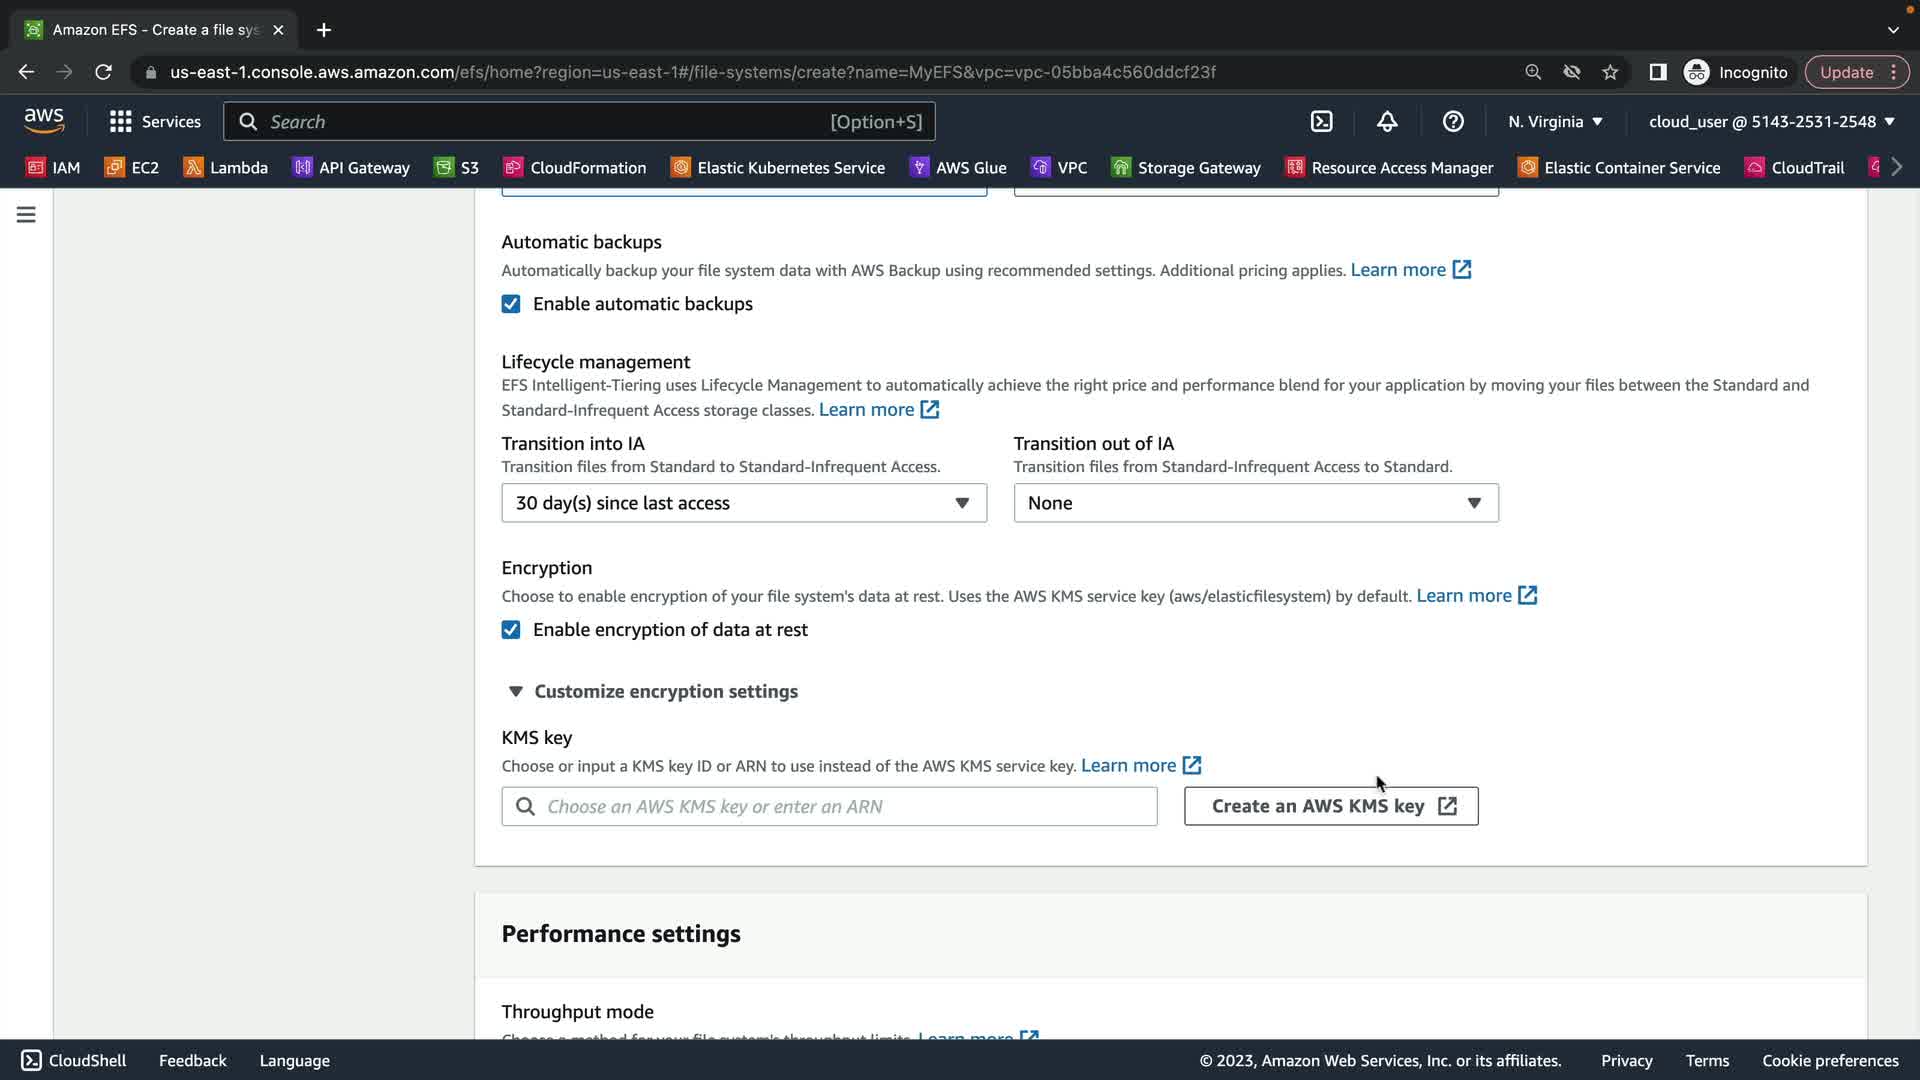 Amazon EFS - Create a file sys
us-east-1.console.aws.amazon.com/efs/home?region=us-east-1#/file-systems/create?name=MyEFS&vpc=vpc-05bba4c560ddcf23f
Incognito
Update
aws
Services
Search
[Option+S]
N. Virginia
cloud_user @ 5143-2531-2548
IAM
EC2
Lambda
API Gateway
S3
CloudFormation
Elastic Kubernetes Service
AWS Glue
VPC
Storage Gateway
Resource Access Manager
Elastic Container Service
CloudTrail
Automatic backups
Automatically backup your file system data with AWS Backup using recommended settings. Additional pricing applies. Learn more
Enable automatic backups
Lifecycle management
EFS Intelligent-Tiering uses Lifecycle Management to automatically achieve the right price and performance blend for your application by moving your files between the Standard and
Standard-Infrequent Access storage classes. Learn more
Transition into IA
Transition files from Standard to Standard-Infrequent Access.
30 day(s) since last access
Transition out of IA
Transition files from Standard-Infrequent Access to Standard.
None
Encryption
Choose to enable encryption of your file system's data at rest. Uses the AWS KMS service key (aws/elasticfilesystem) by default. Learn more
Enable encryption of data at rest
Customize encryption settings
KMS key
Choose or input a KMS key ID or ARN to use instead of the AWS KMS service key. Learn more
Choose an AWS KMS key or enter an ARN
Create an AWS KMS key
Performance settings
Throughput mode
Choose a method for your file system's throughput limits. Learn more
CloudShell
Feedback
Language
© 2023, Amazon Web Services, Inc. or its affiliates.
Privacy
Terms
Cookie preferences